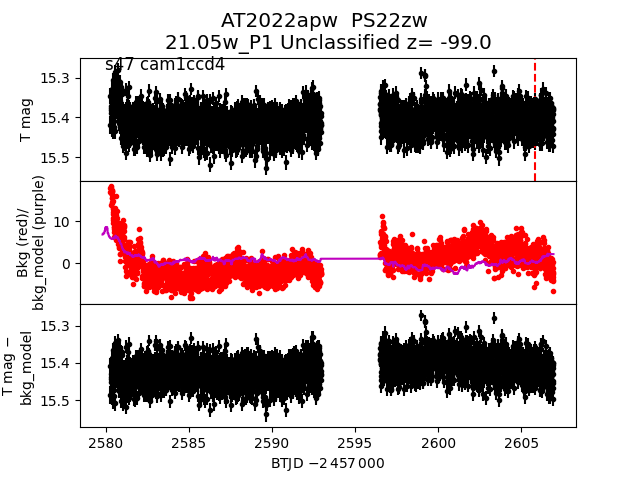 AT2022apw  PS22zw
21.05w_P1 Unclassified z= -99.0
s47 cam1ccd4
15.3
15.4
15.5
T mag
10
0
Bkg (red)/
bkg_model (purple)
15.3
15.4
15.5
T mag −
bkg_model
2580
2585
2590
2595
2600
2605
BTJD −2 457 000